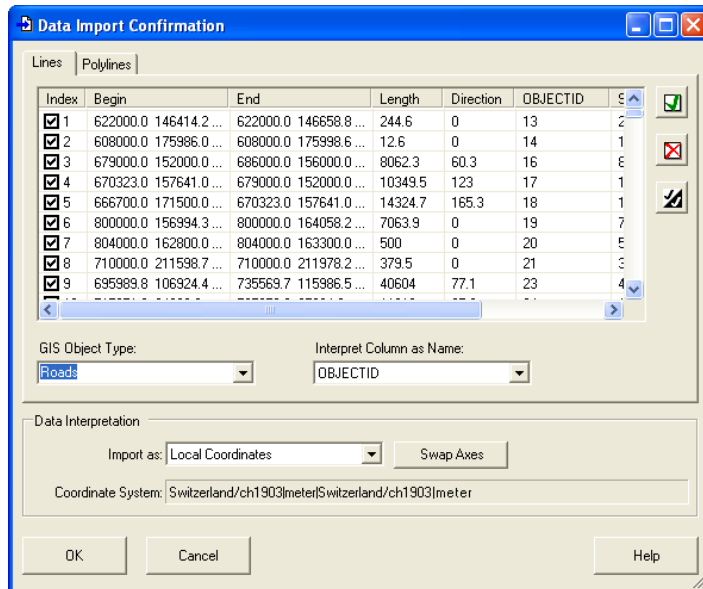 Data Import Confirmation
Lines Polylines
Index Begin End Length Direction OBJECTID
1 622000.0 146414.2 ... 622000.0 146658.8 ... 244.6 0 13
2 608000.0 175986.0 ... 608000.0 175998.6 ... 12.6 0 14
3 679000.0 152000.0 ... 686000.0 156000.0 ... 8062.3 60.3 16
4 670323.0 157641.0 ... 679000.0 152000.0 ... 10349.5 123 17
5 666700.0 171500.0 ... 670323.0 157641.0 ... 14324.7 165.3 18
6 800000.0 156994.3 ... 800000.0 164058.2 ... 7063.9 0 19
7 804000.0 162800.0 ... 804000.0 163300.0 ... 500 0 20
8 710000.0 211598.7 ... 710000.0 211978.2 ... 379.5 0 21
9 695989.8 106924.4 ... 735569.7 115986.5 ... 40604 77.1 23
GIS Object Type: Interpret Column as Name:
Roads OBJECTID
Data Interpretation
Import as: Local Coordinates Swap Axes
Coordinate System: Switzerland/ch1903|meter|Switzerland/ch1903|meter
OK Cancel Help